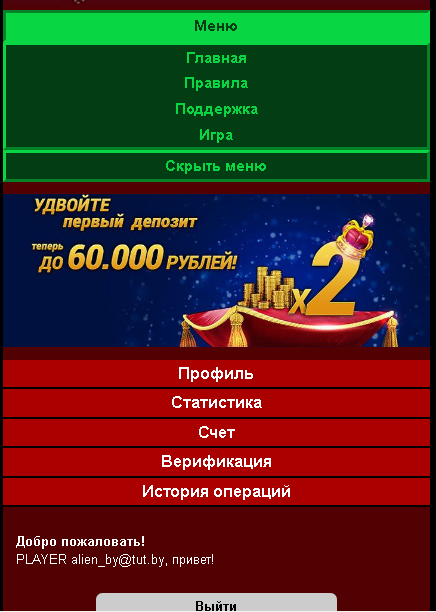 Меню
Главная
Правила
Поддержка
Игра
Скрыть меню
УДВОЙТЕ
первый депозит
теперь
до 60.000 РУБЛЕЙ!
x2
Профиль
Статистика
Счет
Верификация
История операций
Добро пожаловать!
PLAYER alien_by@tut.by, привет!
Выйти